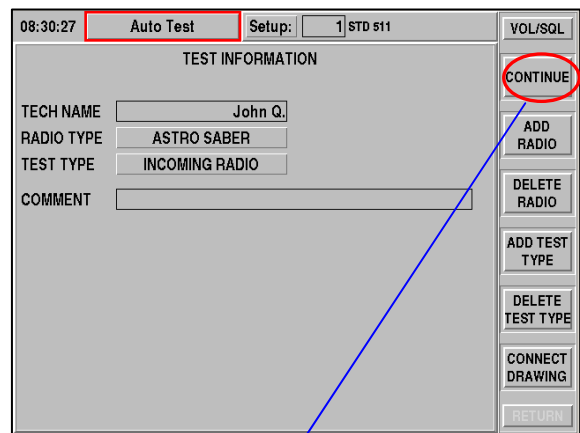 08:30:27 Auto Test Setup: 1 STD 511
TEST INFORMATION
TECH NAME John Q.
RADIO TYPE ASTRO SABER
TEST TYPE INCOMING RADIO
COMMENT
VOL/SQL
CONTINUE
ADD
RADIO
DELETE
RADIO
ADD TEST
TYPE
DELETE
TEST TYPE
CONNECT
DRAWING
RETURN